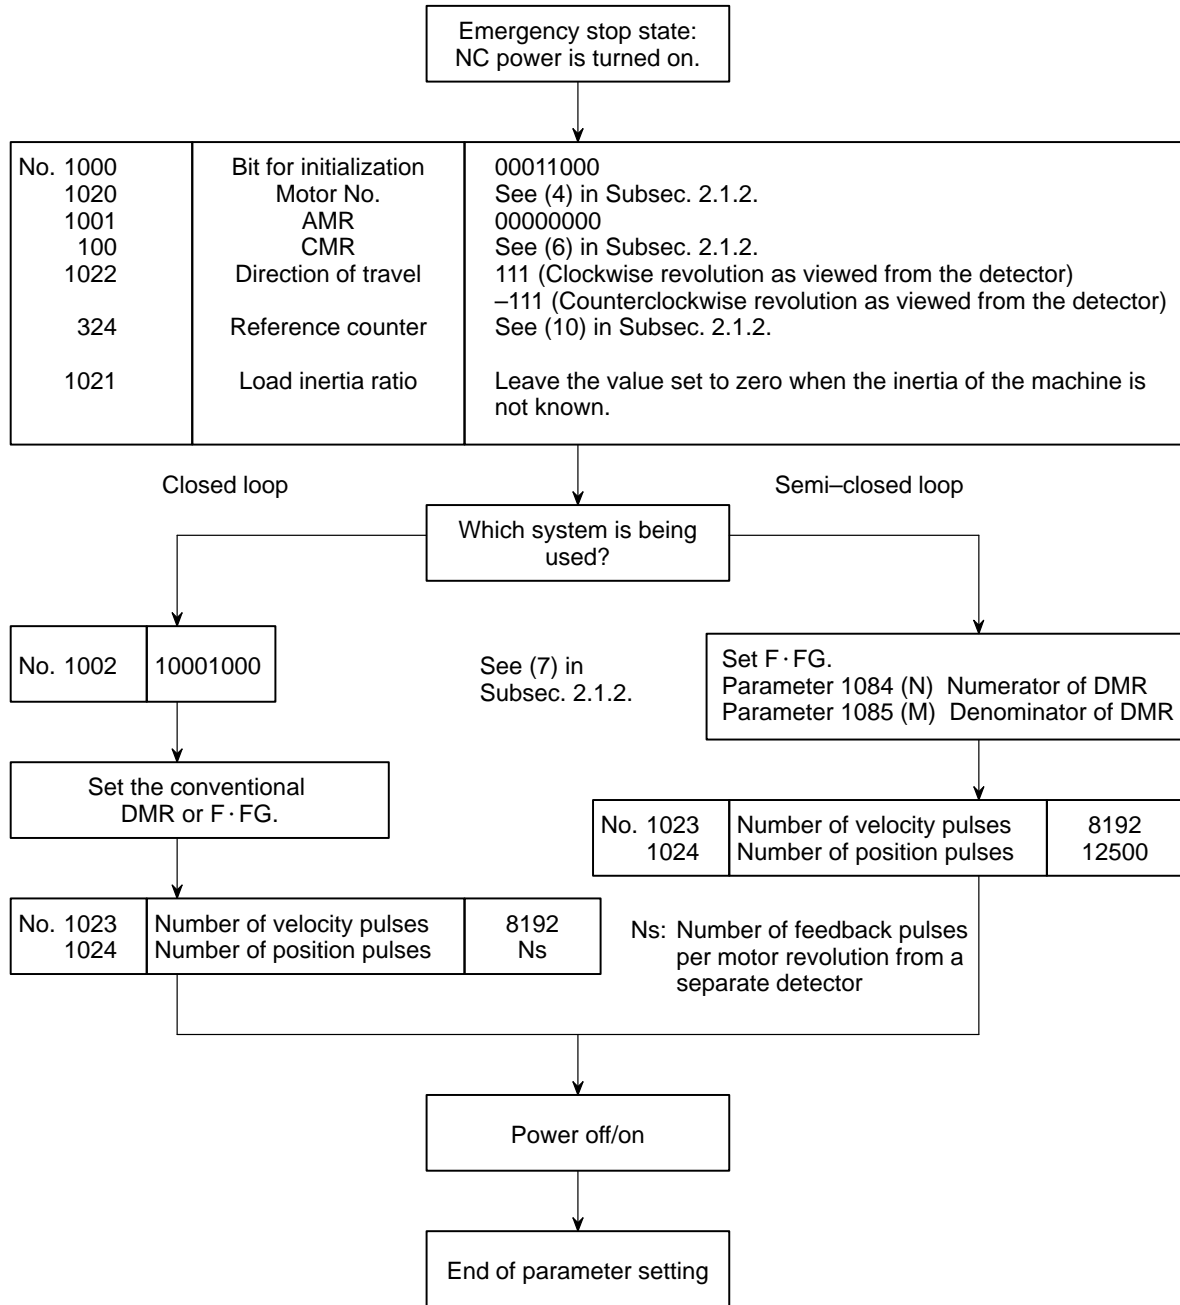 Emergency stop state:
NC power is turned on.
No. 1000 Bit for initialization 00011000
1020 Motor No. See (4) in Subsec. 2.1.2.
1001 AMR 00000000
100 CMR See (6) in Subsec. 2.1.2.
1022 Direction of travel 111 (Clockwise revolution as viewed from the detector)
–111 (Counterclockwise revolution as viewed from the detector)
324 Reference counter See (10) in Subsec. 2.1.2.
1021 Load inertia ratio Leave the value set to zero when the inertia of the machine is
not known.
Closed loop
Semi–closed loop
Which system is being
used?
No. 1002 10001000
See (7) in
Subsec. 2.1.2.
Set F·FG.
Parameter 1084 (N) Numerator of DMR
Parameter 1085 (M) Denominator of DMR
Set the conventional
DMR or F·FG.
No. 1023 Number of velocity pulses 8192
1024 Number of position pulses 12500
No. 1023 Number of velocity pulses 8192
1024 Number of position pulses Ns
Ns: Number of feedback pulses
per motor revolution from a
separate detector
Power off/on
End of parameter setting